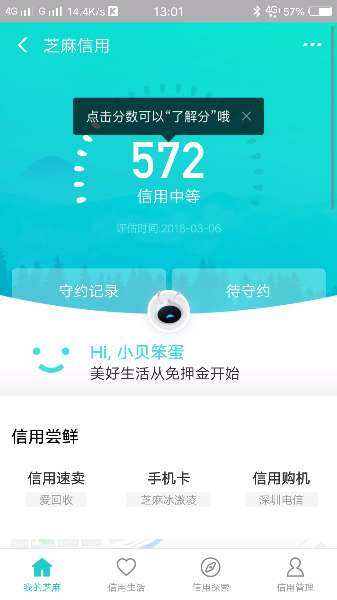 4G G 14.4K/s K 13:01 4G 57%
芝麻信用
点击分数可以“了解分”哦
572
信用中等
评估时间:2018-03-06
守约记录 待守约
Hi, 小贝笨蛋
美好生活从免押金开始
信用尝鲜
信用速卖 手机卡 信用购机
爱回收 芝麻冰激凌 深圳电信
我的芝麻 信用生活 信用探索 信用管理